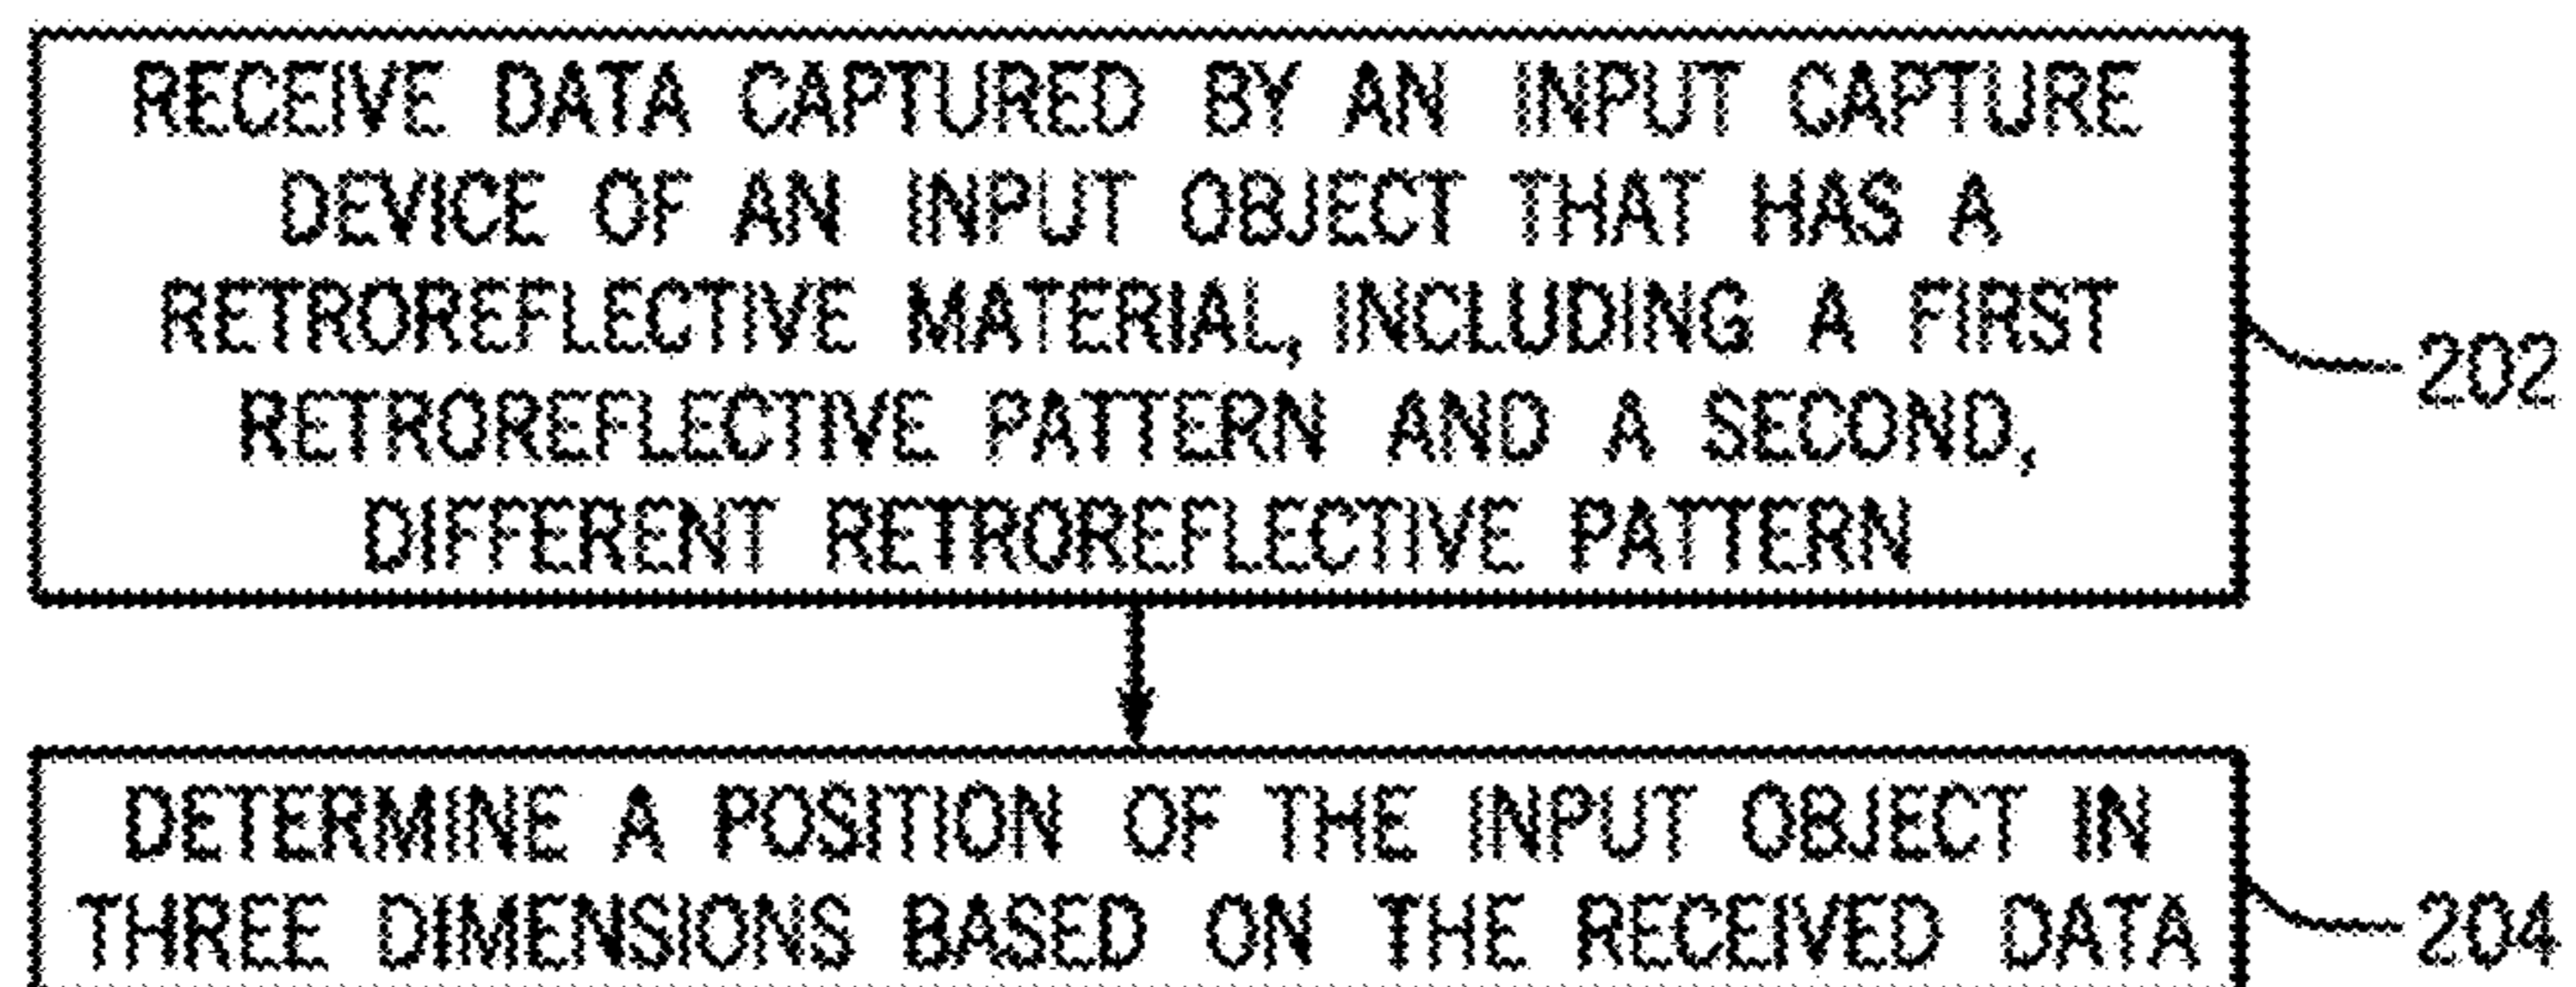 RECEIVE DATA CAPTURED BY AN INPUT CAPTURE
DEVICE OF AN INPUT OBJECT THAT HAS A
RETROREFLECTIVE MATERIAL, INCLUDING A FIRST
RETROREFLECTIVE PATTERN AND A SECOND,
DIFFERENT RETROREFLECTIVE PATTERN
202
DETERMINE A POSITION OF THE INPUT OBJECT IN
THREE DIMENSIONS BASED ON THE RECEIVED DATA
204